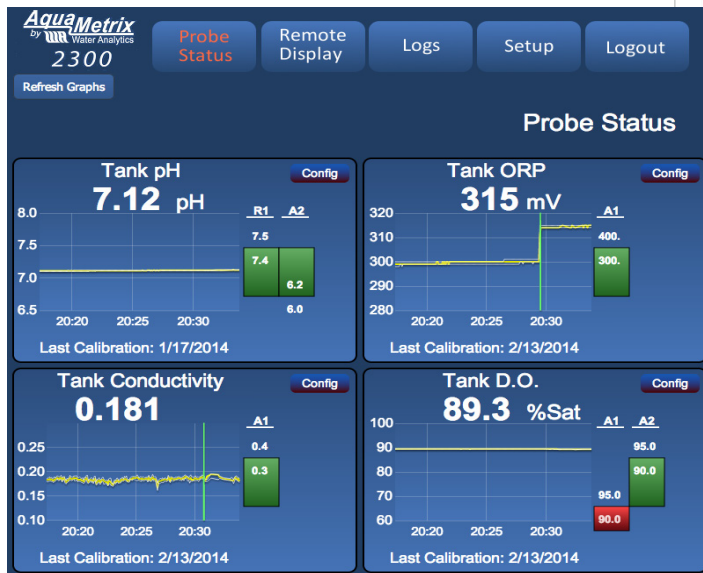 AquaMetrix
by WA Water Analytics
2300
Probe Status
Remote Display
Logs
Setup
Logout
Refresh Graphs
Probe Status
Tank pH
Config
7.12 pH
8.0
7.5
7.0
6.5
20:20 20:25 20:30
R1 A2
7.5
7.4
6.2
6.0
Last Calibration: 1/17/2014
Tank ORP
Config
315 mV
320
310
300
290
280
20:20 20:25 20:30
A1
400.
300.
Last Calibration: 2/13/2014
Tank Conductivity
Config
0.181
0.25
0.20
0.15
0.10
20:20 20:25 20:30
A1
0.4
0.3
Last Calibration: 2/13/2014
Tank D.O.
Config
89.3 %Sat
100
90
80
70
60
20:20 20:25 20:30
A1 A2
95.0
90.0
95.0
90.0
Last Calibration: 2/13/2014